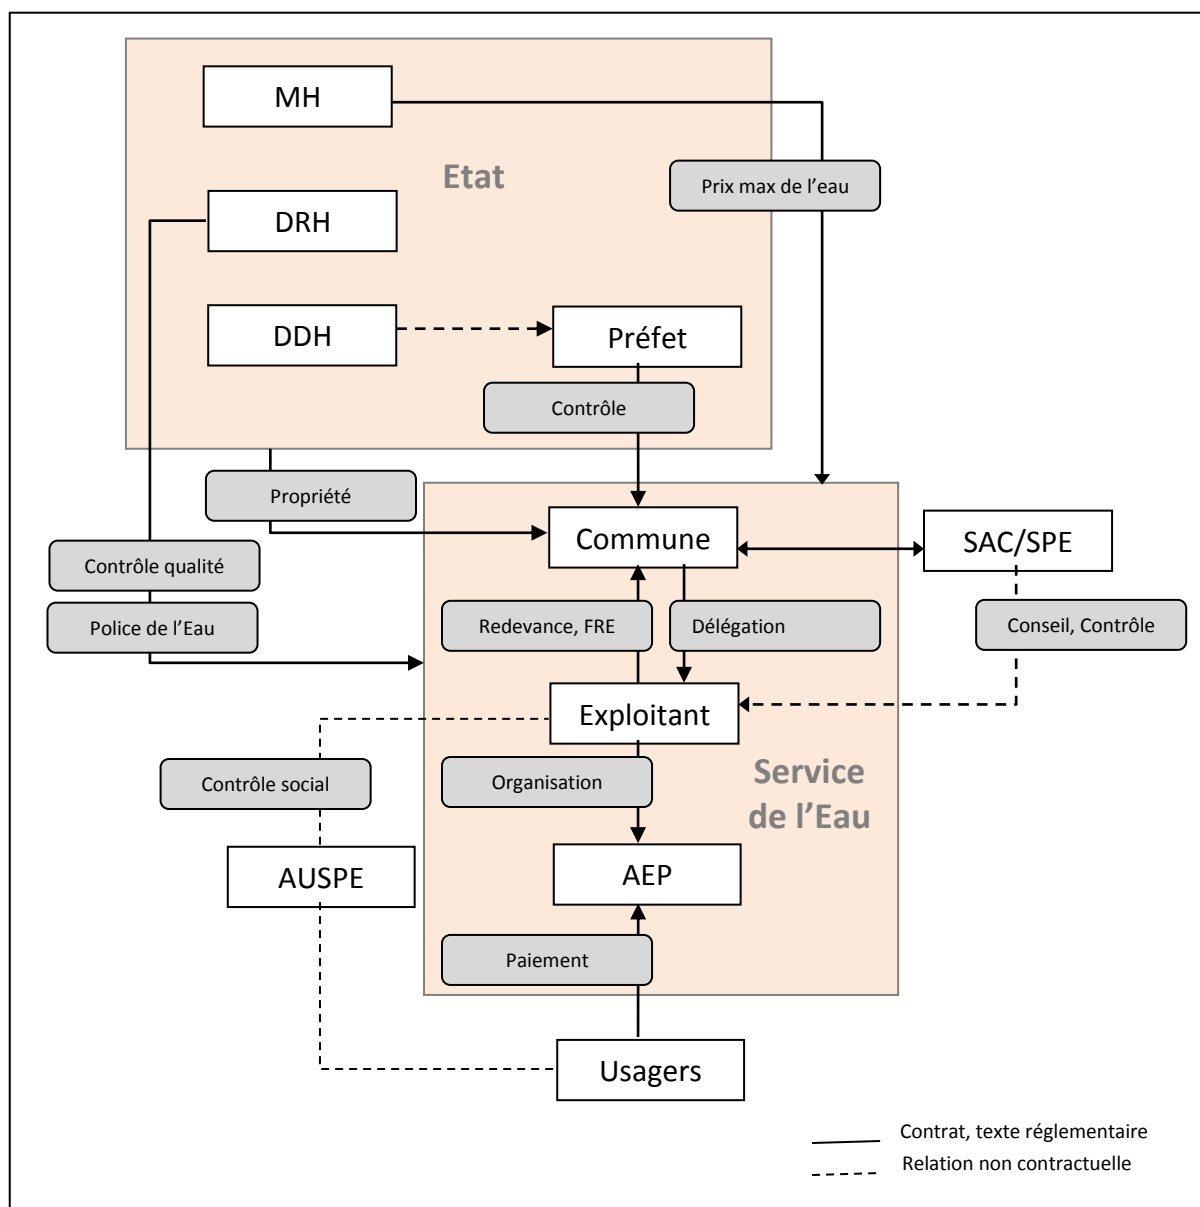 MH
Etat
Prix max de l’eau
DRH
DDH
Préfet
Contrôle
Propriété
Commune
SAC/SPE
Contrôle qualité
Police de l’Eau
Redevance, FRE
Délégation
Conseil, Contrôle
Exploitant
Contrôle social
Organisation
Service
de l’Eau
AUSPE
AEP
Paiement
Usagers
Contrat, texte réglementaire
Relation non contractuelle